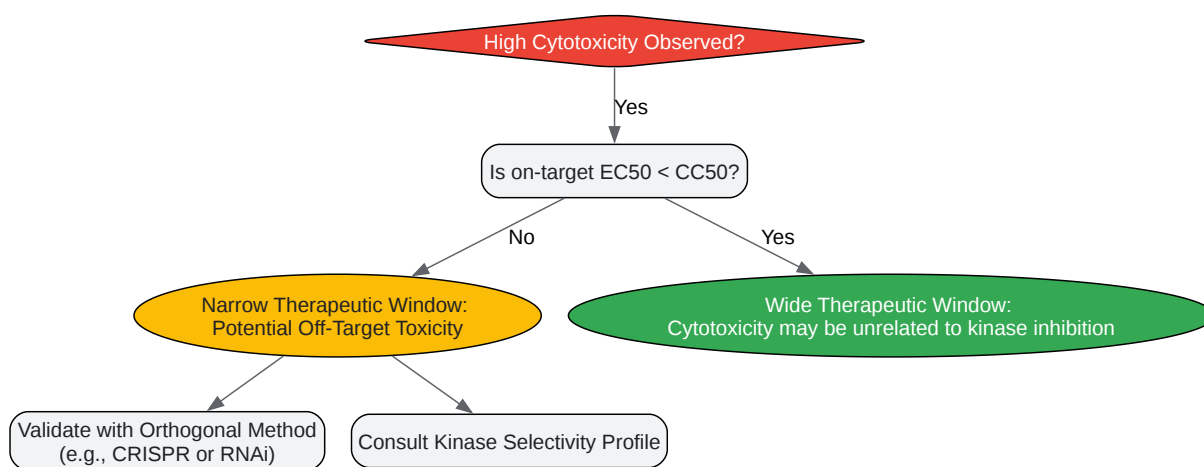 High Cytotoxicity Observed?
Yes
Is on-target EC50 < CC50?
No
Yes
Narrow Therapeutic Window:
Potential Off-Target Toxicity
Wide Therapeutic Window:
Cytotoxicity may be unrelated to kinase inhibition
Validate with Orthogonal Method
(e.g., CRISPR or RNAi)
Consult Kinase Selectivity Profile